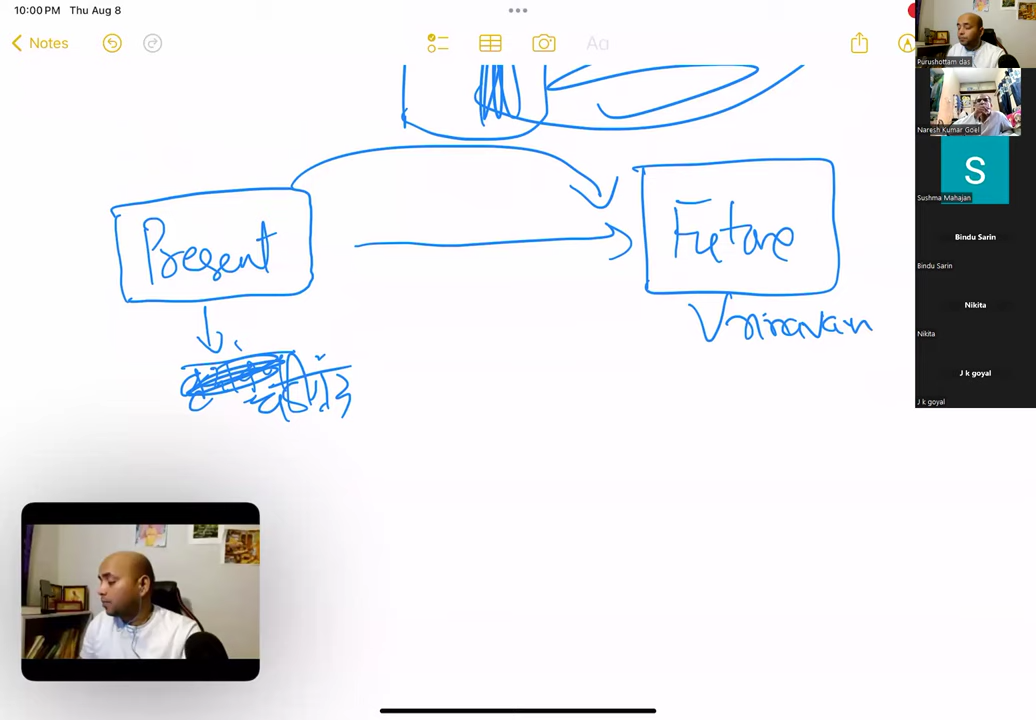 10:00 PM Thu Aug 8
Notes
Aa
Purushottam das
Naresh Kumar Goel
S
Sushma Mahajan
Bindu Sarin
Bindu Sarin
Nikita
Nikita
J k goyal
J k goyal
Present
Future